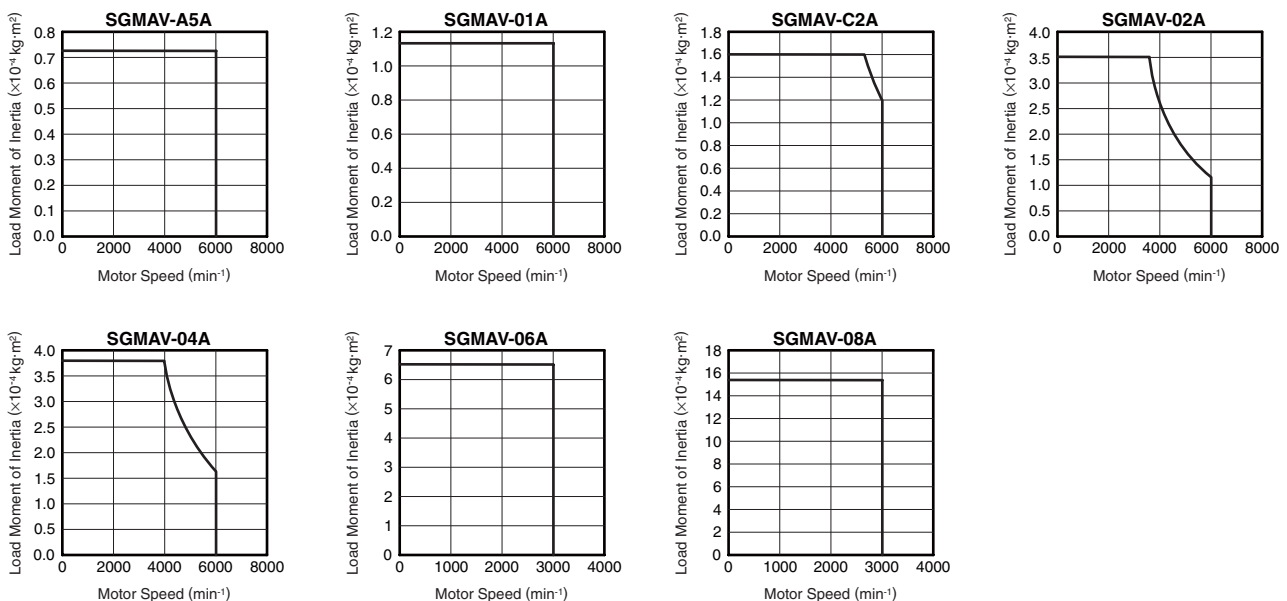 SGMAV-A5A
Load Moment of Inertia (×10⁻⁴ kg·m²)
0.8
0.7
0.6
0.5
0.4
0.3
0.2
0.1
0.0
0 2000 4000 6000 8000
Motor Speed (min⁻¹)
SGMAV-01A
Load Moment of Inertia (×10⁻⁴ kg·m²)
1.2
1.0
0.8
0.6
0.4
0.2
0.0
0 2000 4000 6000 8000
Motor Speed (min⁻¹)
SGMAV-C2A
Load Moment of Inertia (×10⁻⁴ kg·m²)
1.8
1.6
1.4
1.2
1.0
0.8
0.6
0.4
0.2
0.0
0 2000 4000 6000 8000
Motor Speed (min⁻¹)
SGMAV-02A
Load Moment of Inertia (×10⁻⁴ kg·m²)
4.0
3.5
3.0
2.5
2.0
1.5
1.0
0.5
0.0
0 2000 4000 6000 8000
Motor Speed (min⁻¹)
SGMAV-04A
Load Moment of Inertia (×10⁻⁴ kg·m²)
4.0
3.5
3.0
2.5
2.0
1.5
1.0
0.5
0.0
0 2000 4000 6000 8000
Motor Speed (min⁻¹)
SGMAV-06A
Load Moment of Inertia (×10⁻⁴ kg·m²)
7
6
5
4
3
2
1
0
0 1000 2000 3000 4000
Motor Speed (min⁻¹)
SGMAV-08A
Load Moment of Inertia (×10⁻⁴ kg·m²)
18
16
14
12
10
8
6
4
2
0
0 1000 2000 3000 4000
Motor Speed (min⁻¹)